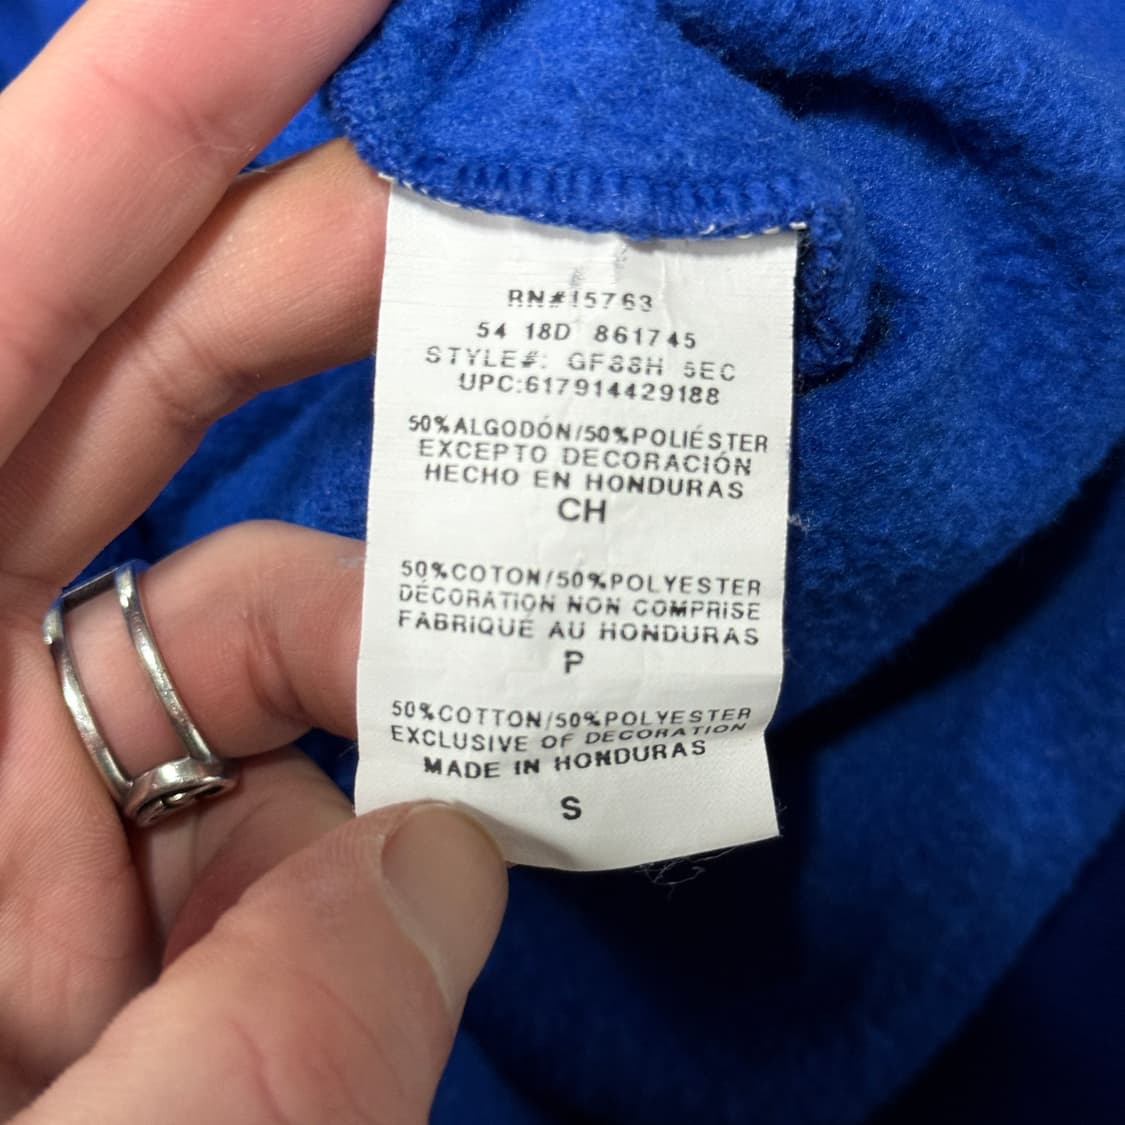 RN#15763
54 18D 861745
STYLE#: GF88H 5EC
UPC:617914429188
50%ALGODÓN/50%POLIÉSTER
EXCEPTO DECORACIÓN
HECHO EN HONDURAS
CH
50%COTON/50%POLYESTER
DÉCORATION NON COMPRISE
FABRIQUÉ AU HONDURAS
P
50%COTTON/50%POLYESTER
EXCLUSIVE OF DECORATION
MADE IN HONDURAS
S